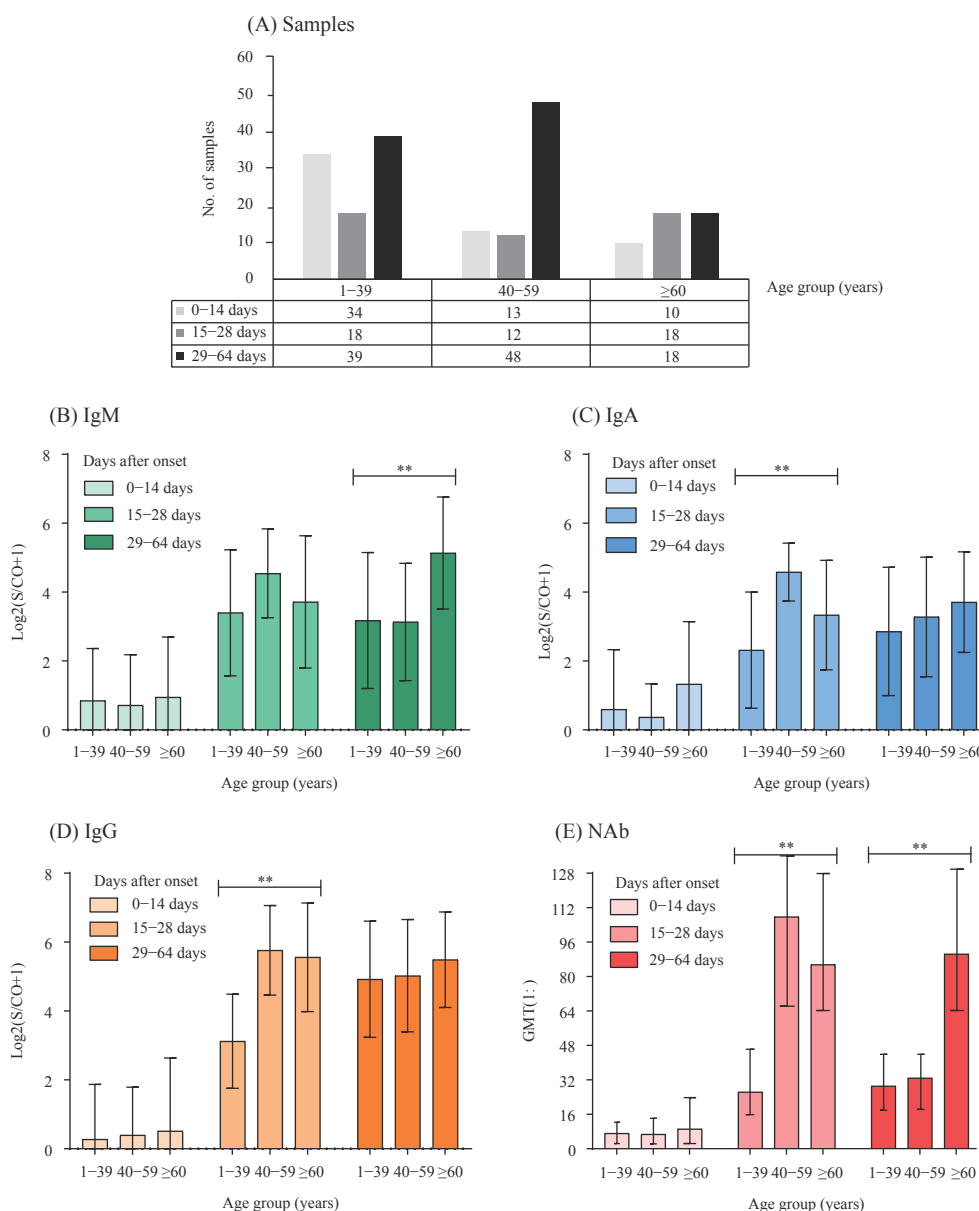 (A) Samples
60
50
40
30
20
10
0
No. of samples
1−39 40−59 ≥60 Age group (years)
0−14 days 34 13 10
15−28 days 18 12 18
29−64 days 39 48 18
(B) IgM
8
6
4
2
0
Log2(S/CO+1)
Days after onset
0−14 days
15−28 days
29−64 days
**
1−39 40−59 ≥60 1−39 40−59 ≥60 1−39 40−59 ≥60
Age group (years)
(C) IgA
8
6
4
2
0
Log2(S/CO+1)
Days after onset
0−14 days
15−28 days
29−64 days
**
1−39 40−59 ≥60 1−39 40−59 ≥60 1−39 40−59 ≥60
Age group (years)
(D) IgG
8
6
4
2
0
Log2(S/CO+1)
Days after onset
0−14 days
15−28 days
29−64 days
**
1−39 40−59 ≥60 1−39 40−59 ≥60 1−39 40−59 ≥60
Age group (years)
(E) NAb
128
112
96
80
64
48
32
16
0
GMT(1: )
Days after onset
0−14 days
15−28 days
29−64 days
**
**
1−39 40−59 ≥60 1−39 40−59 ≥60 1−39 40−59 ≥60
Age group (years)